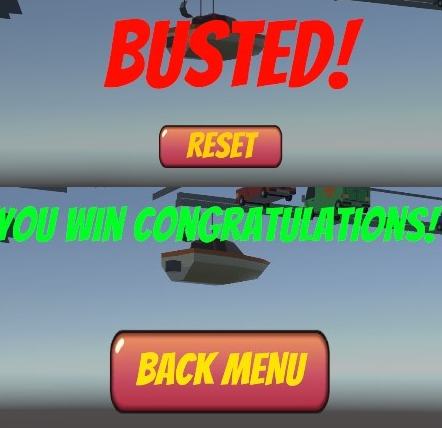 BUSTED!
RESET
YOU WIN CONGRATULATIONS!
BACK MENU